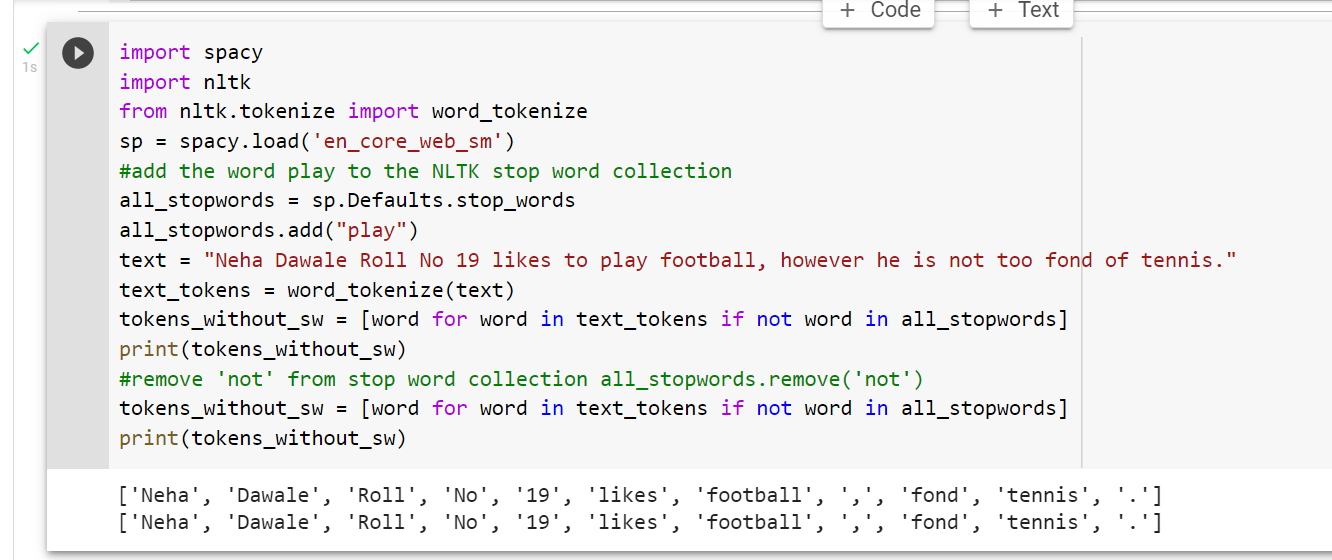 + Code + Text
1s
import spacy
import nltk
from nltk.tokenize import word_tokenize
sp = spacy.load('en_core_web_sm')
#add the word play to the NLTK stop word collection
all_stopwords = sp.Defaults.stop_words
all_stopwords.add("play")
text = "Neha Dawale Roll No 19 likes to play football, however he is not too fond of tennis."
text_tokens = word_tokenize(text)
tokens_without_sw = [word for word in text_tokens if not word in all_stopwords]
print(tokens_without_sw)
#remove 'not' from stop word collection all_stopwords.remove('not')
tokens_without_sw = [word for word in text_tokens if not word in all_stopwords]
print(tokens_without_sw)
['Neha', 'Dawale', 'Roll', 'No', '19', 'likes', 'football', ',', 'fond', 'tennis', '.']
['Neha', 'Dawale', 'Roll', 'No', '19', 'likes', 'football', ',', 'fond', 'tennis', '.']